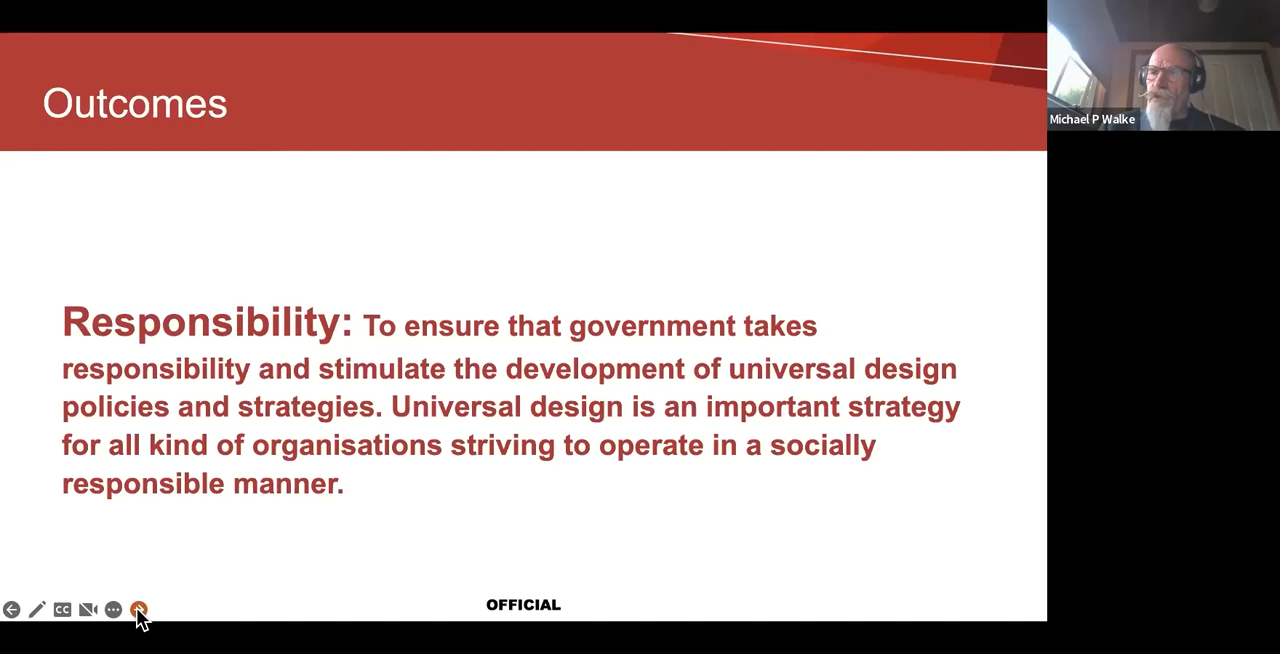 Outcomes
Michael P Walke
Responsibility: To ensure that government takes
responsibility and stimulate the development of universal design
policies and strategies. Universal design is an important strategy
for all kind of organisations striving to operate in a socially
responsible manner.
CC
OFFICIAL